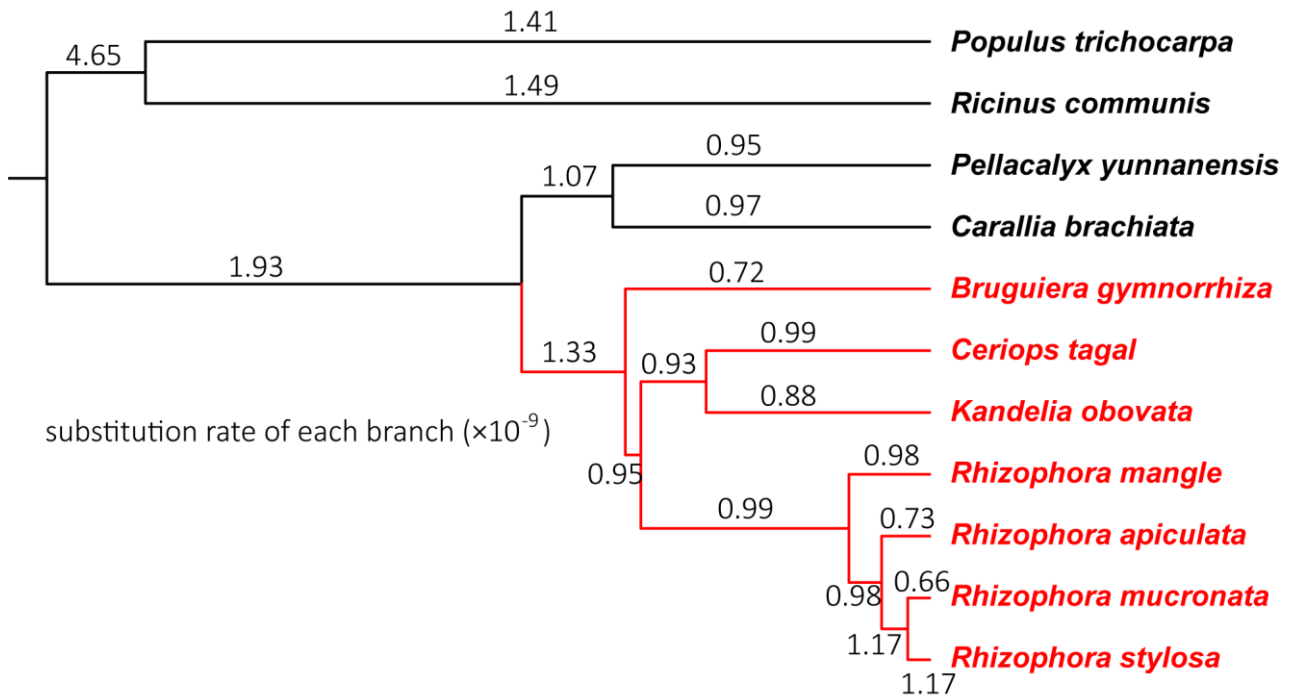 1.41
Populus trichocarpa
4.65
1.49
Ricinus communis
0.95
Pellacalyx yunnanensis
1.07
0.97
Carallia brachiata
1.93
0.72
Bruguiera gymnorrhiza
0.99
Ceriops tagal
1.33
0.93
0.88
Kandelia obovata
substitution rate of each branch (×10⁻⁹)
0.95
0.98
Rhizophora mangle
0.99
0.73
Rhizophora apiculata
0.98
0.66
Rhizophora mucronata
1.17
Rhizophora stylosa
1.17